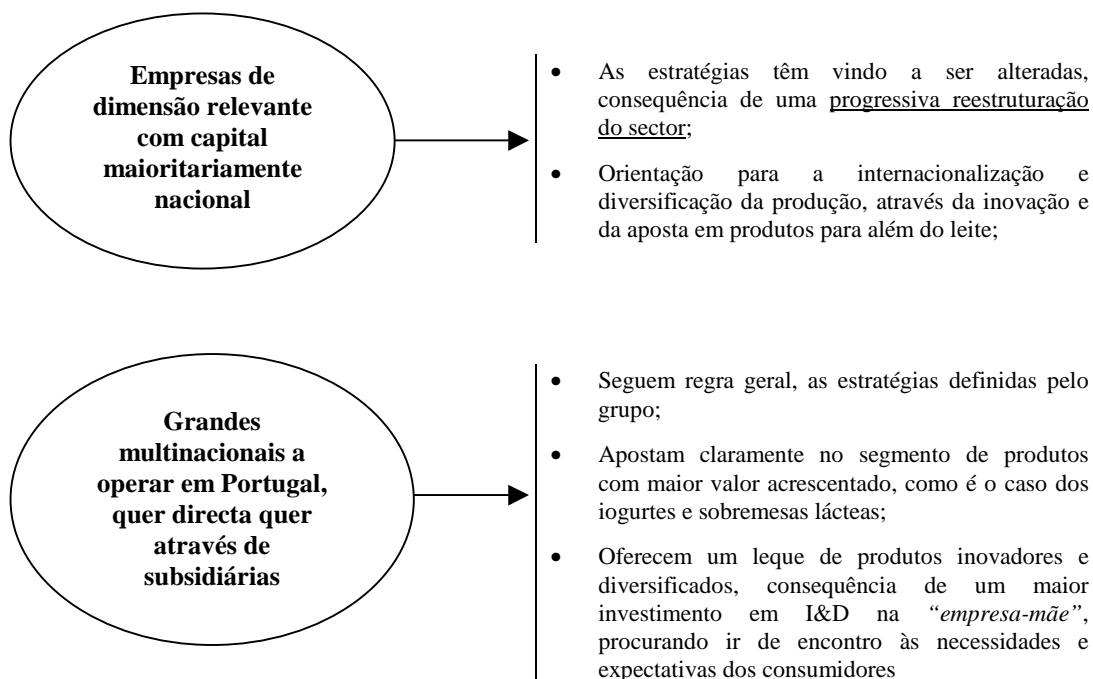 Empresas de
dimensão relevante
com capital
maioritariamente
nacional
• As estratégias têm vindo a ser alteradas,
consequência de uma progressiva reestruturação
do sector;
• Orientação para a internacionalização e
diversificação da produção, através da inovação e
da aposta em produtos para além do leite;
Grandes
multinacionais a
operar em Portugal,
quer directa quer
através de
subsidiárias
• Seguem regra geral, as estratégias definidas pelo
grupo;
• Apostam claramente no segmento de produtos
com maior valor acrescentado, como é o caso dos
iogurtes e sobremesas lácteas;
• Oferecem um leque de produtos inovadores e
diversificados, consequência de um maior
investimento em I&D na “empresa-mãe”,
procurando ir de encontro às necessidades e
expectativas dos consumidores